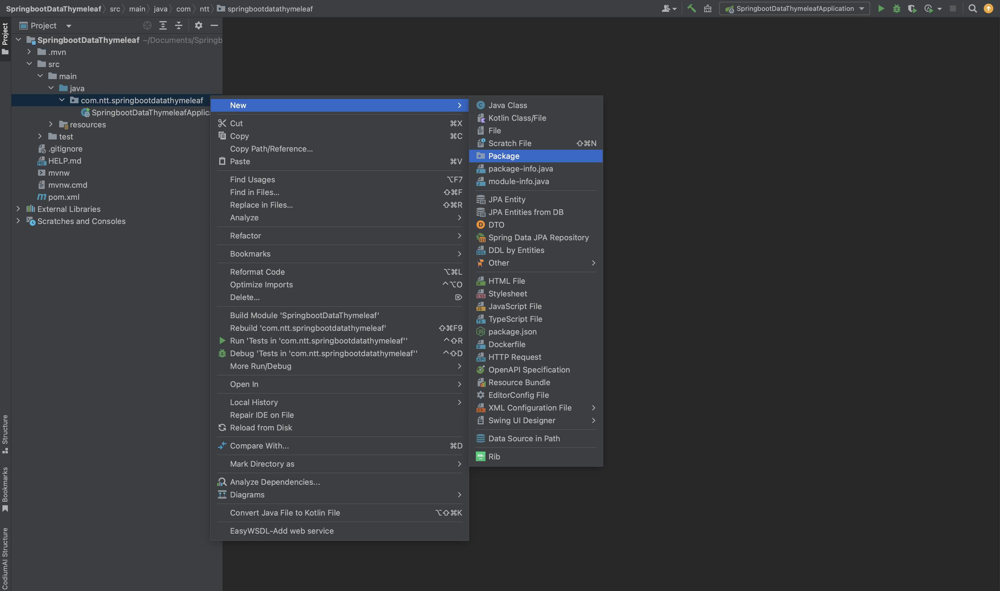 SpringbootDataThymeleaf
src
main
java
com
ntt
springbootdatathymeleaf
SpringbootDataThymeleafApplication
Project
Project
SpringbootDataThymeleaf ~/Documents/Springb
.mvn
src
main
java
com.ntt.springbootdatathymeleaf
SpringbootDataThymeleafApplica
resources
test
.gitignore
HELP.md
mvnw
mvnw.cmd
pom.xml
External Libraries
Scratches and Consoles
Structure
Bookmarks
CodiumAI Structure
New
Cut ⌘X
Copy ⌘C
Copy Path/Reference...
Paste ⌘V
Find Usages ⌥F7
Find in Files... ⇧⌘F
Replace in Files... ⇧⌘R
Analyze
Refactor
Bookmarks
Reformat Code ⌥⌘L
Optimize Imports ^⌥O
Delete... ⌦
Build Module 'SpringbootDataThymeleaf'
Rebuild 'com.ntt.springbootdatathymeleaf' ⇧⌘F9
Run 'Tests in 'com.ntt.springbootdatathymeleaf'' ^⇧R
Debug 'Tests in 'com.ntt.springbootdatathymeleaf'' ^⇧D
More Run/Debug
Open In
Local History
Repair IDE on File
Reload from Disk
Compare With... ⌘D
Mark Directory as
Analyze Dependencies...
Diagrams
Convert Java File to Kotlin File ⌥⇧⌘K
EasyWSDL-Add web service
Java Class
Kotlin Class/File
File
Scratch File ⇧⌘N
Package
package-info.java
module-info.java
JPA Entity
JPA Entities from DB
DTO
Spring Data JPA Repository
DDL by Entities
Other
HTML File
Stylesheet
JavaScript File
TypeScript File
package.json
Dockerfile
HTTP Request
OpenAPI Specification
Resource Bundle
EditorConfig File
XML Configuration File
Swing UI Designer
Data Source in Path
Rib